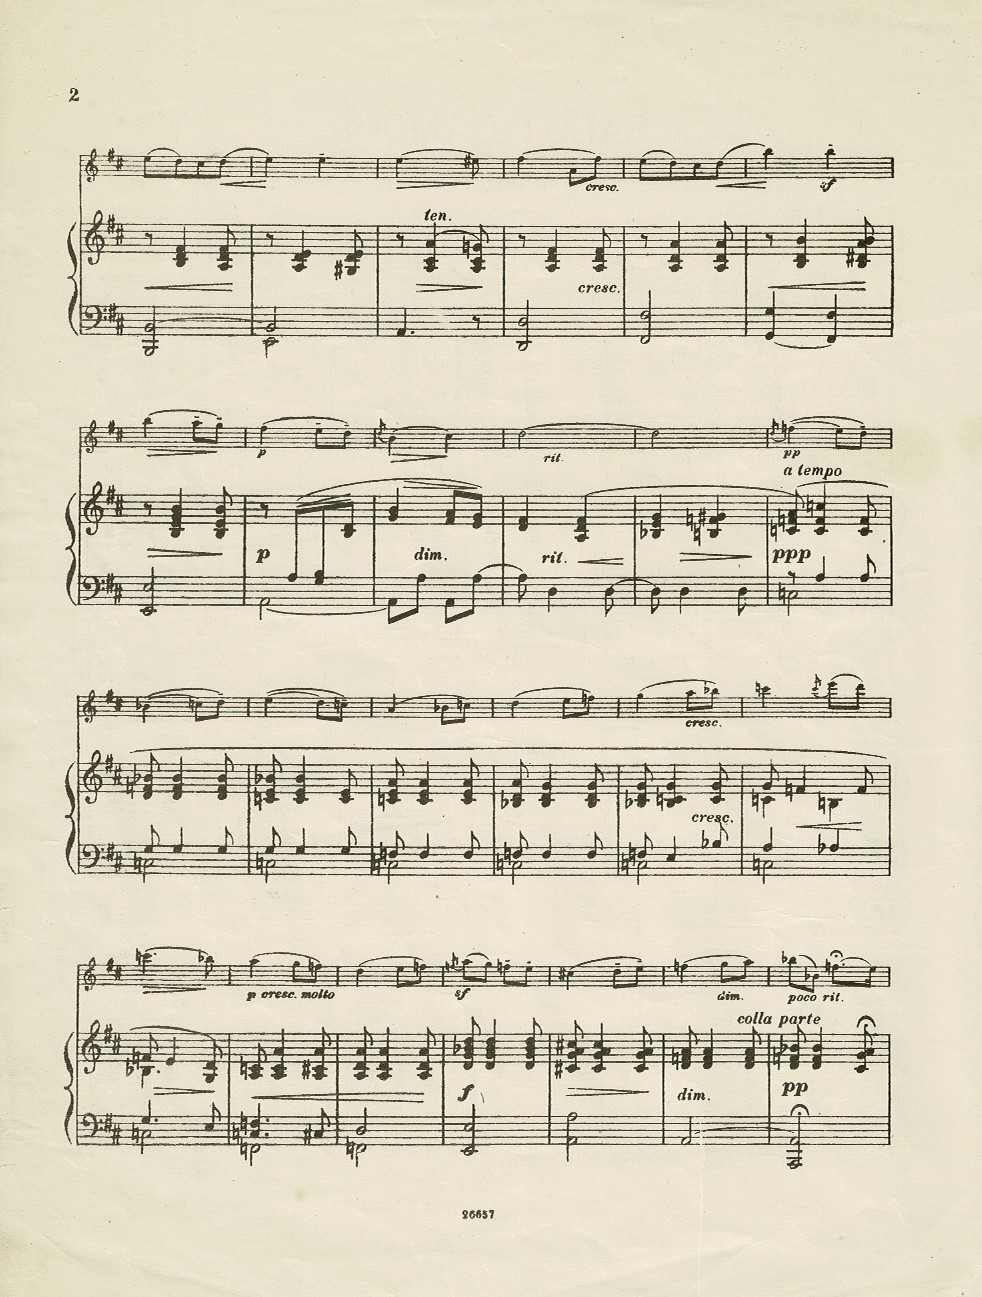 2
cresc. sf
ten.
cresc.
p rit. pp
a tempo
p dim. rit. ppp
cresc.
cresc.
p cresc. molto sf dim. poco rit.
colla parte
f dim. pp
26657